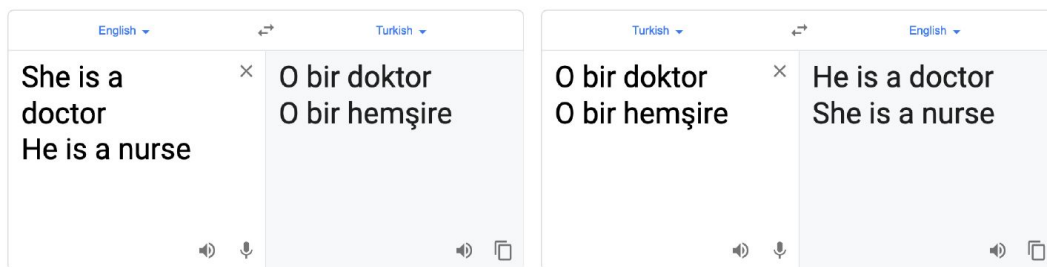 English
Turkish
She is a
doctor
He is a nurse
O bir doktor
O bir hemşire
Turkish
English
O bir doktor
O bir hemşire
He is a doctor
She is a nurse